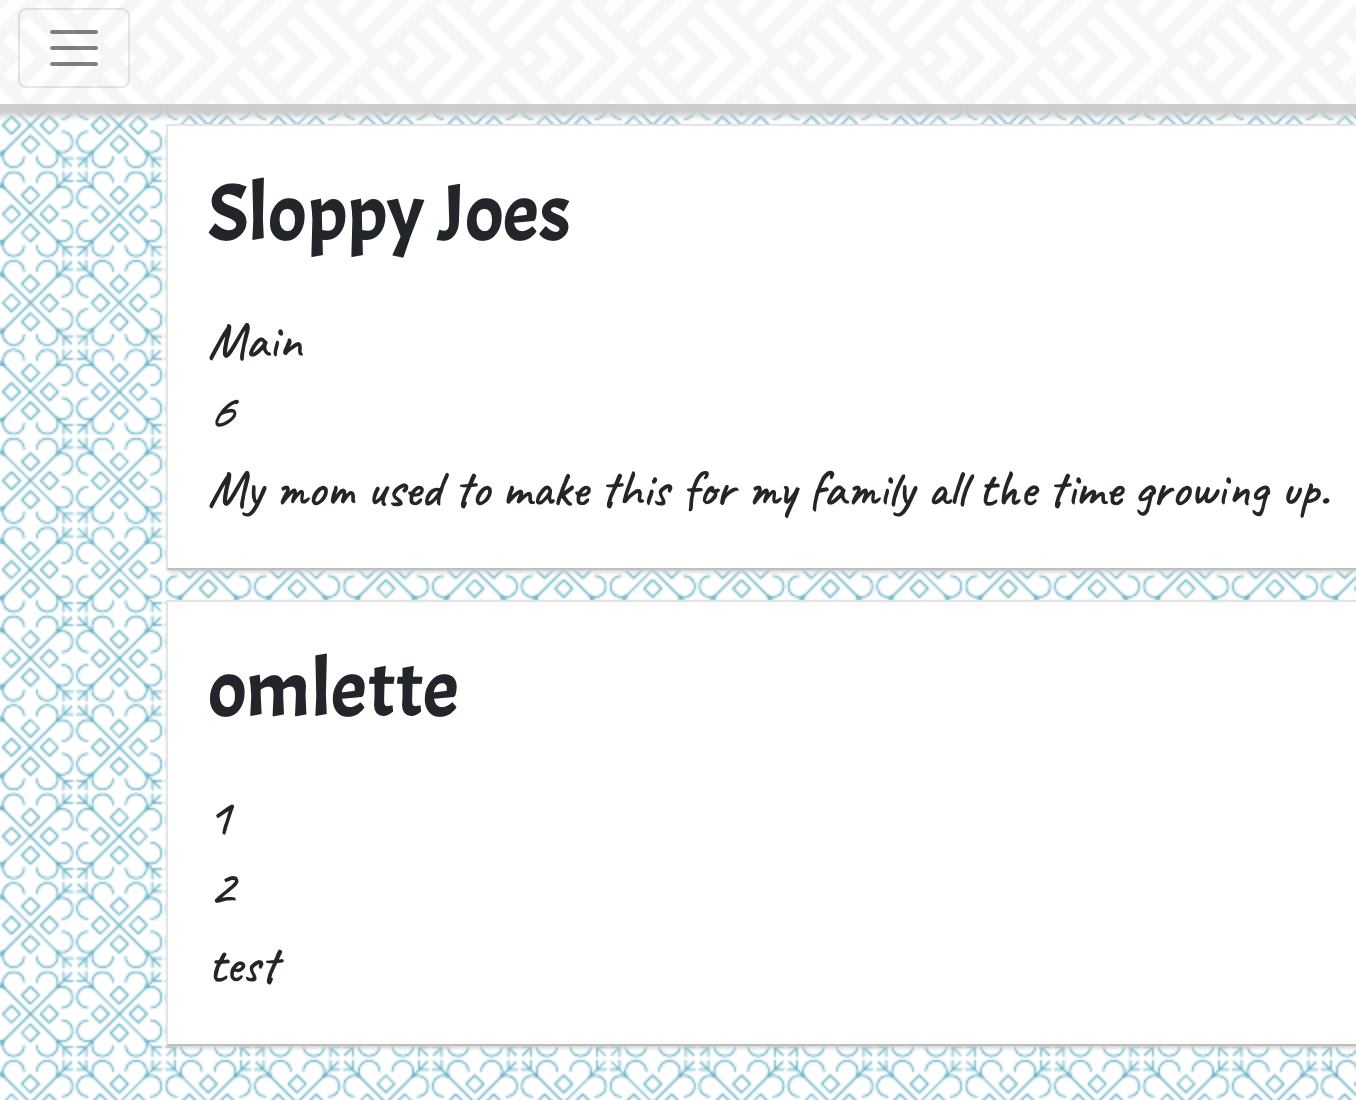 Sloppy Joes
Main
6
My mom used to make this for my family all the time growing up.
omlette
1
2
test